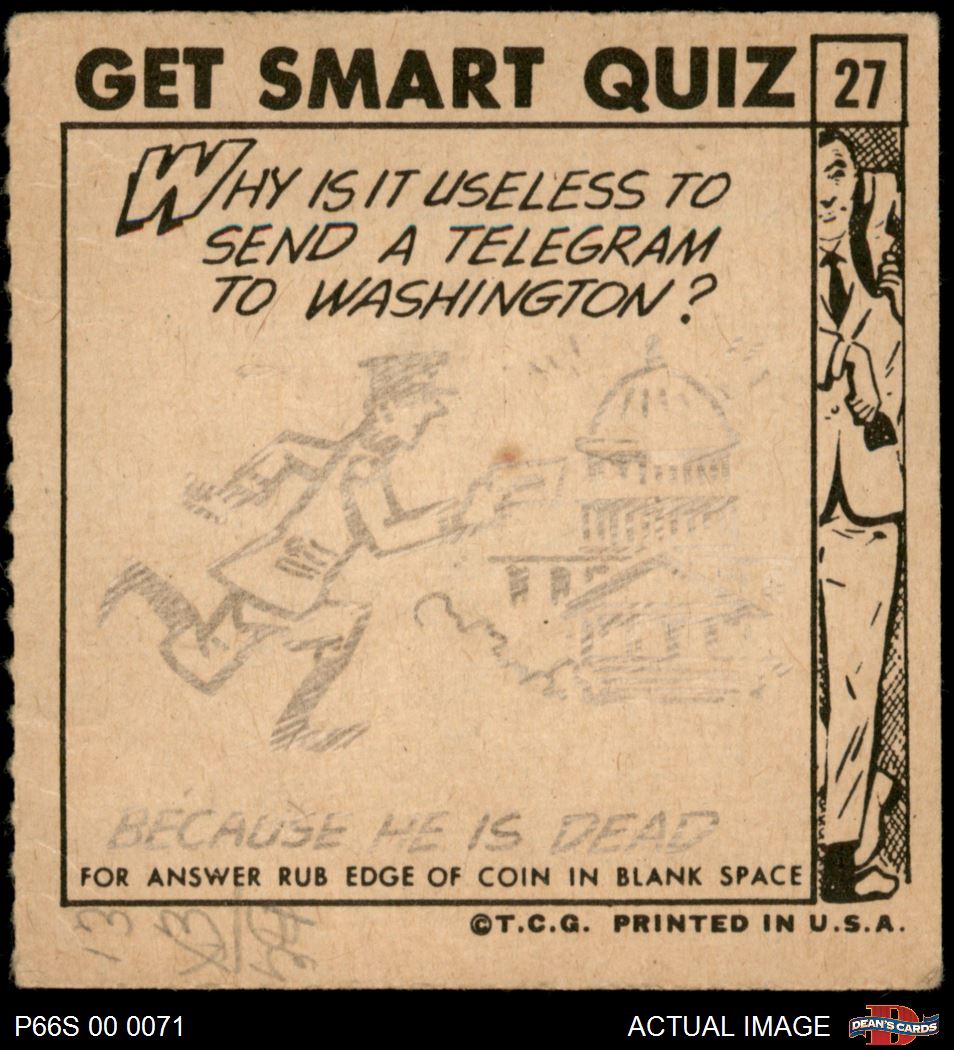 GET SMART QUIZ 27
WHY IS IT USELESS TO
SEND A TELEGRAM
TO WASHINGTON?
BECAUSE HE IS DEAD
FOR ANSWER RUB EDGE OF COIN IN BLANK SPACE
©T.C.G. PRINTED IN U.S.A.
P66S 00 0071
ACTUAL IMAGE
DEAN'S CARDS